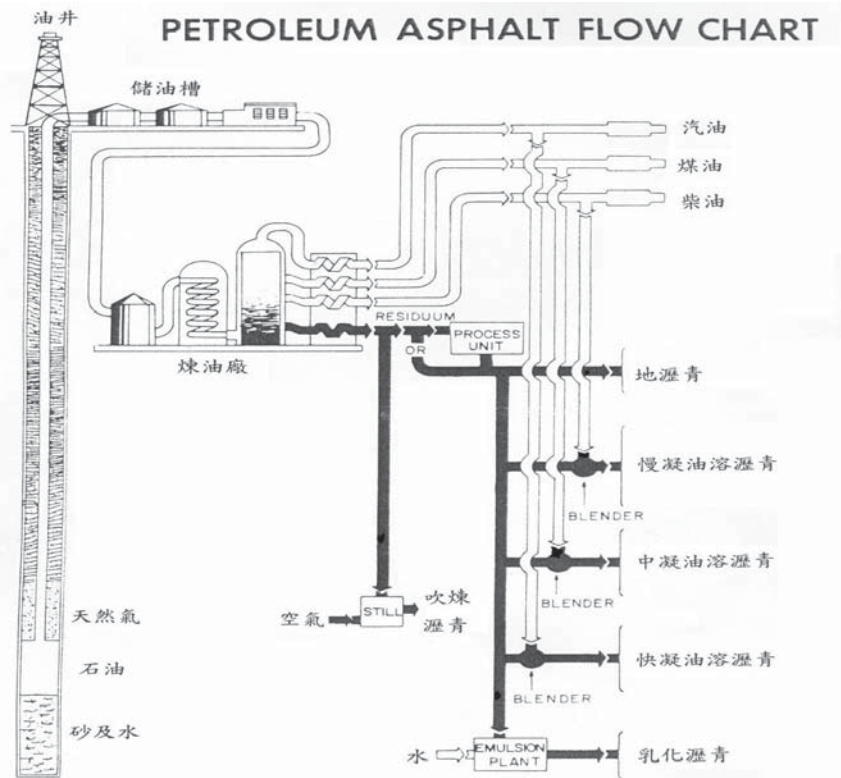 PETROLEUM ASPHALT FLOW CHART
油井
儲油槽
汽油
煤油
柴油
RESIDUUM
OR
PROCESS
UNIT
煉油廠
地瀝青
慢凝油溶瀝青
BLENDER
中凝油溶瀝青
BLENDER
空氣
STILL
吹煉
瀝青
天然氣
石油
快凝油溶瀝青
BLENDER
砂及水
水
EMULSION
PLANT
乳化瀝青